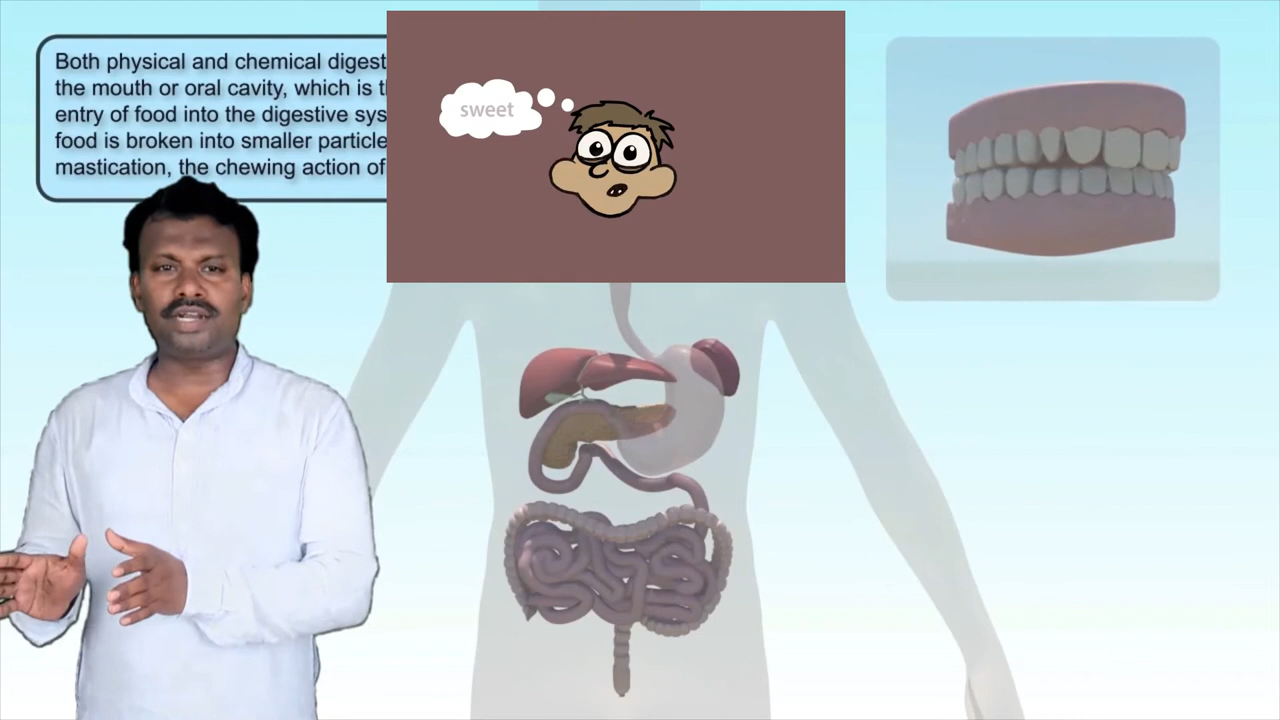 Both physical and chemical digest
the mouth or oral cavity, which is t
entry of food into the digestive sys
food is broken into smaller particle
mastication, the chewing action of
sweet